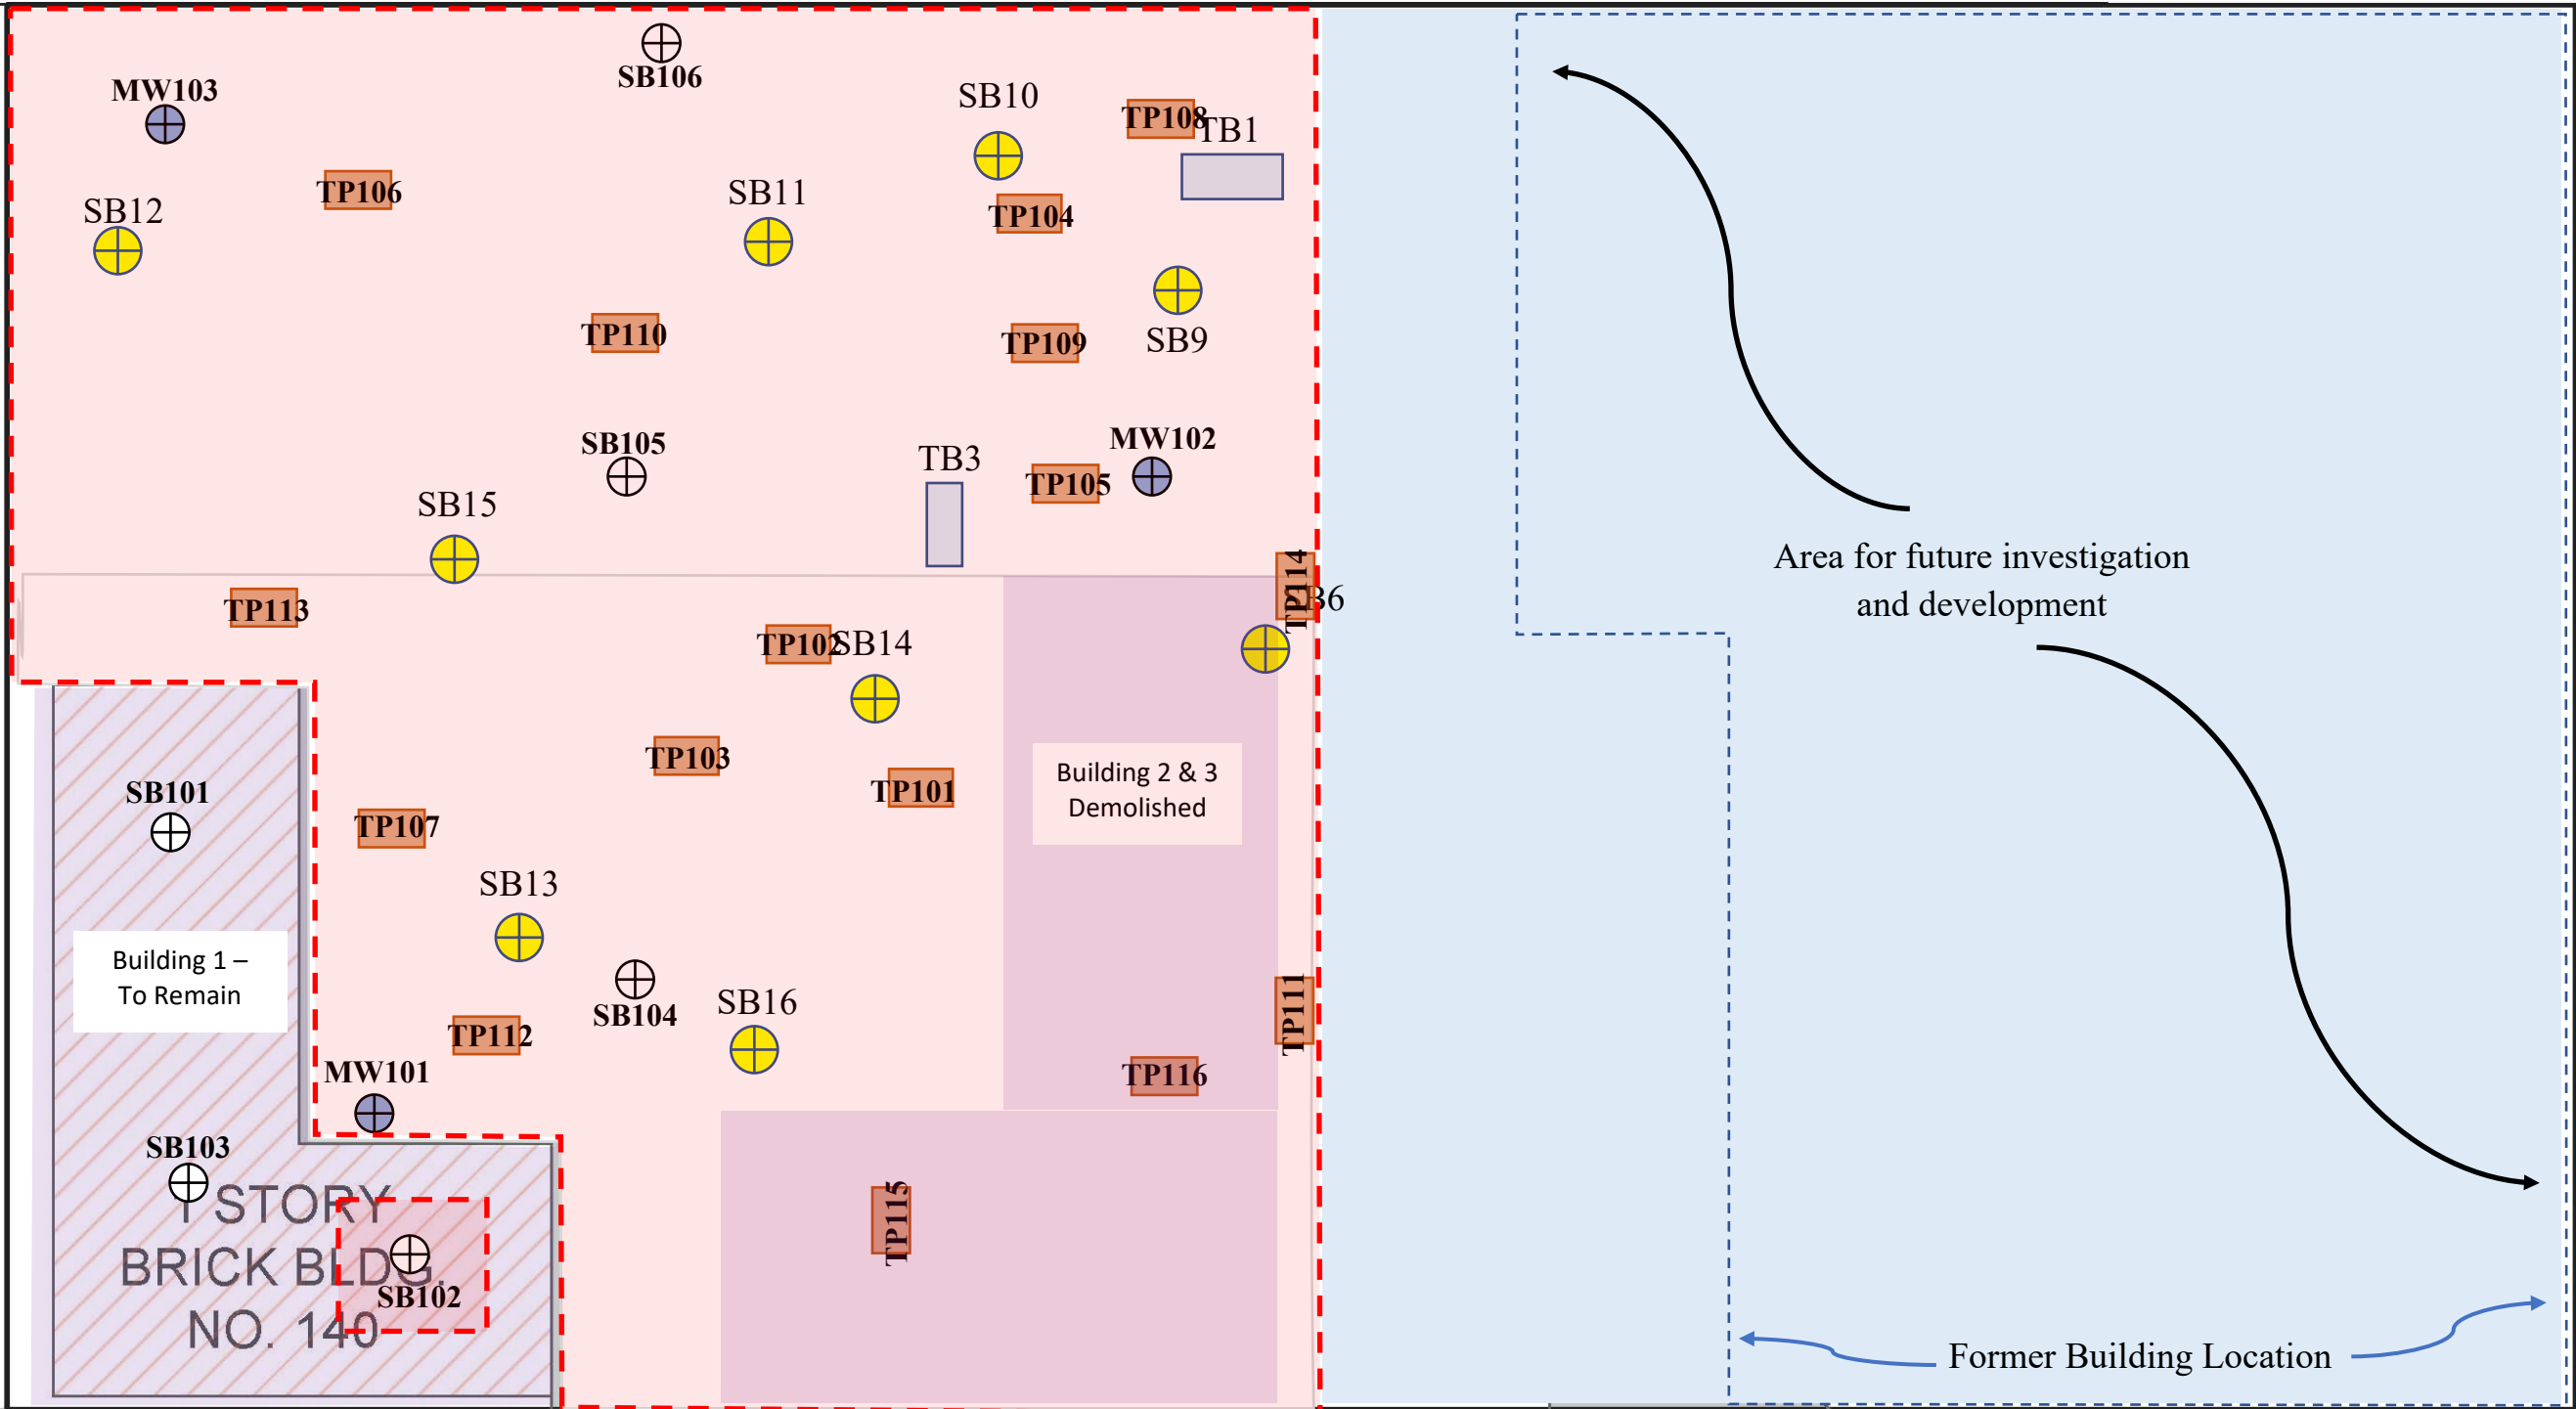 SB106
MW103
SB10
TP108
TB1
TP106
SB11
SB12
TP104
TP110
TP109
SB9
SB105
MW102
TB3
TP105
SB15
Area for future investigation
and development
TP114
TP113
TP102
SB14
TP103
Building 2 & 3
Demolished
TP101
SB101
TP107
SB13
Building 1 –
To Remain
SB104
SB16
TP111
TP112
MW101
TP116
SB103
1 STORY
BRICK BLDG.
NO. 140
SB102
TP115
Former Building Location